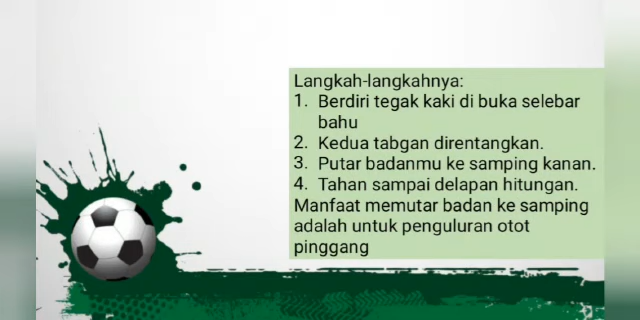 Langkah-langkahnya:
1. Berdiri tegak kaki di buka selebar
bahu
2. Kedua tabgan direntangkan.
3. Putar badanmu ke samping kanan.
4. Tahan sampai delapan hitungan.
Manfaat memutar badan ke samping
adalah untuk penguluran otot
pinggang